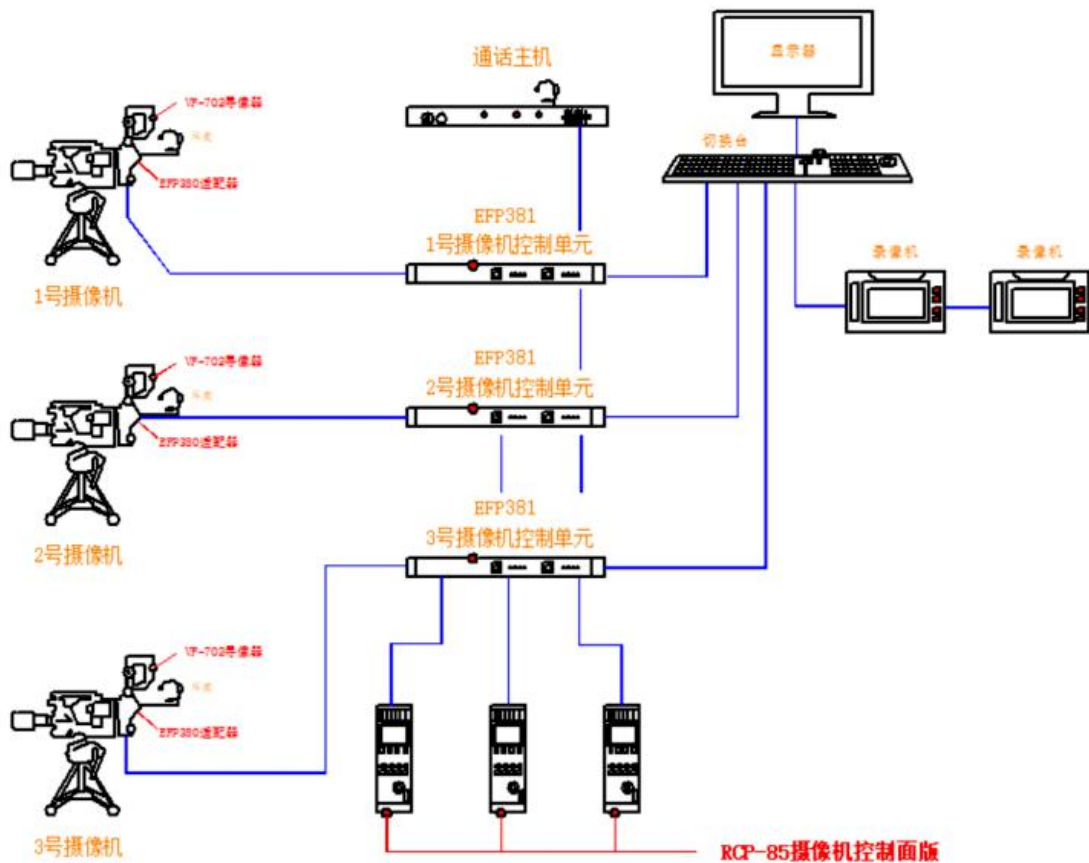 通话主机
显示器
切换台
VF-702寻像器
耳麦
EFP380适配器
1号摄像机
EFP381
1号摄像机控制单元
录像机
录像机
VF-702寻像器
耳麦
EFP380适配器
2号摄像机
EFP381
2号摄像机控制单元
EFP381
3号摄像机控制单元
VF-702寻像器
耳麦
EFP380适配器
3号摄像机
RCP-85摄像机控制面版